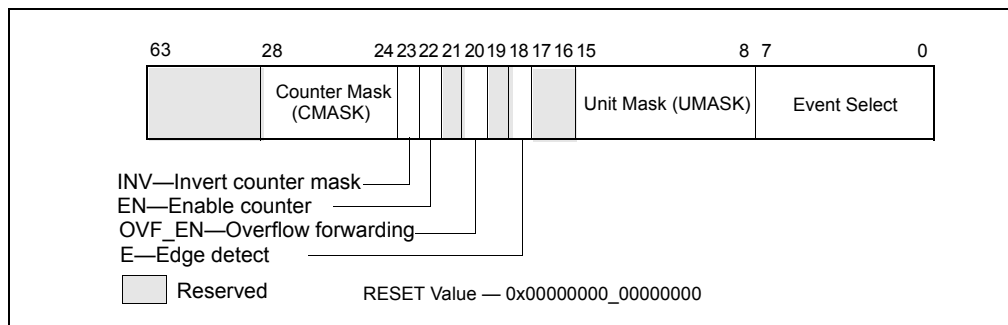 63 28 24 23 22 21 20 19 18 17 16 15 8 7 0
Counter Mask
(CMASK)
Unit Mask (UMASK)
Event Select
INV—Invert counter mask
EN—Enable counter
OVF_EN—Overflow forwarding
E—Edge detect
Reserved
RESET Value — 0x00000000_00000000